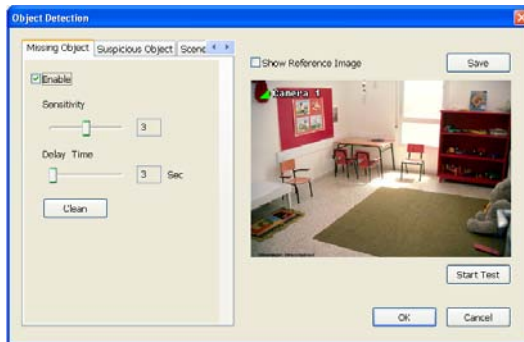 Object Detection
Missing Object Suspicious Object Scene
Enable
Sensitivity
3
Delay Time
3 Sec
Clean
Show Reference Image
Save
Camera 1
Start Test
OK Cancel